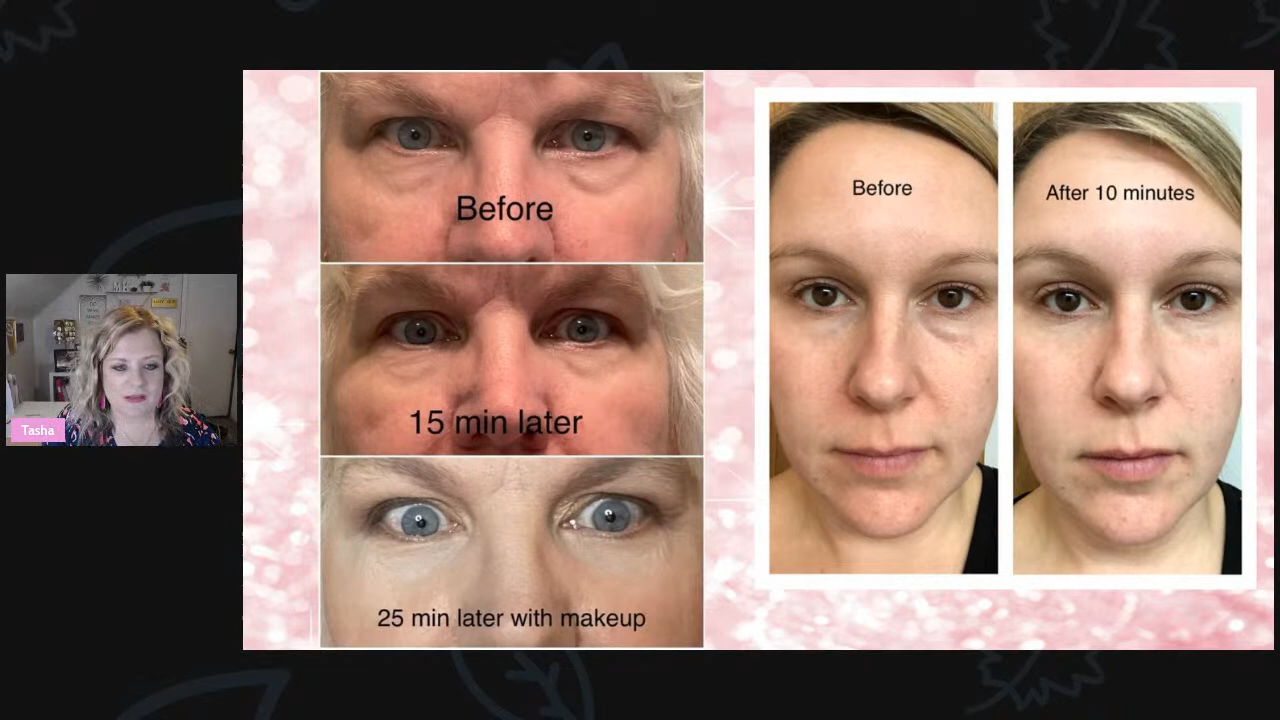 Before
15 min later
25 min later with makeup
Before
After 10 minutes
Tasha